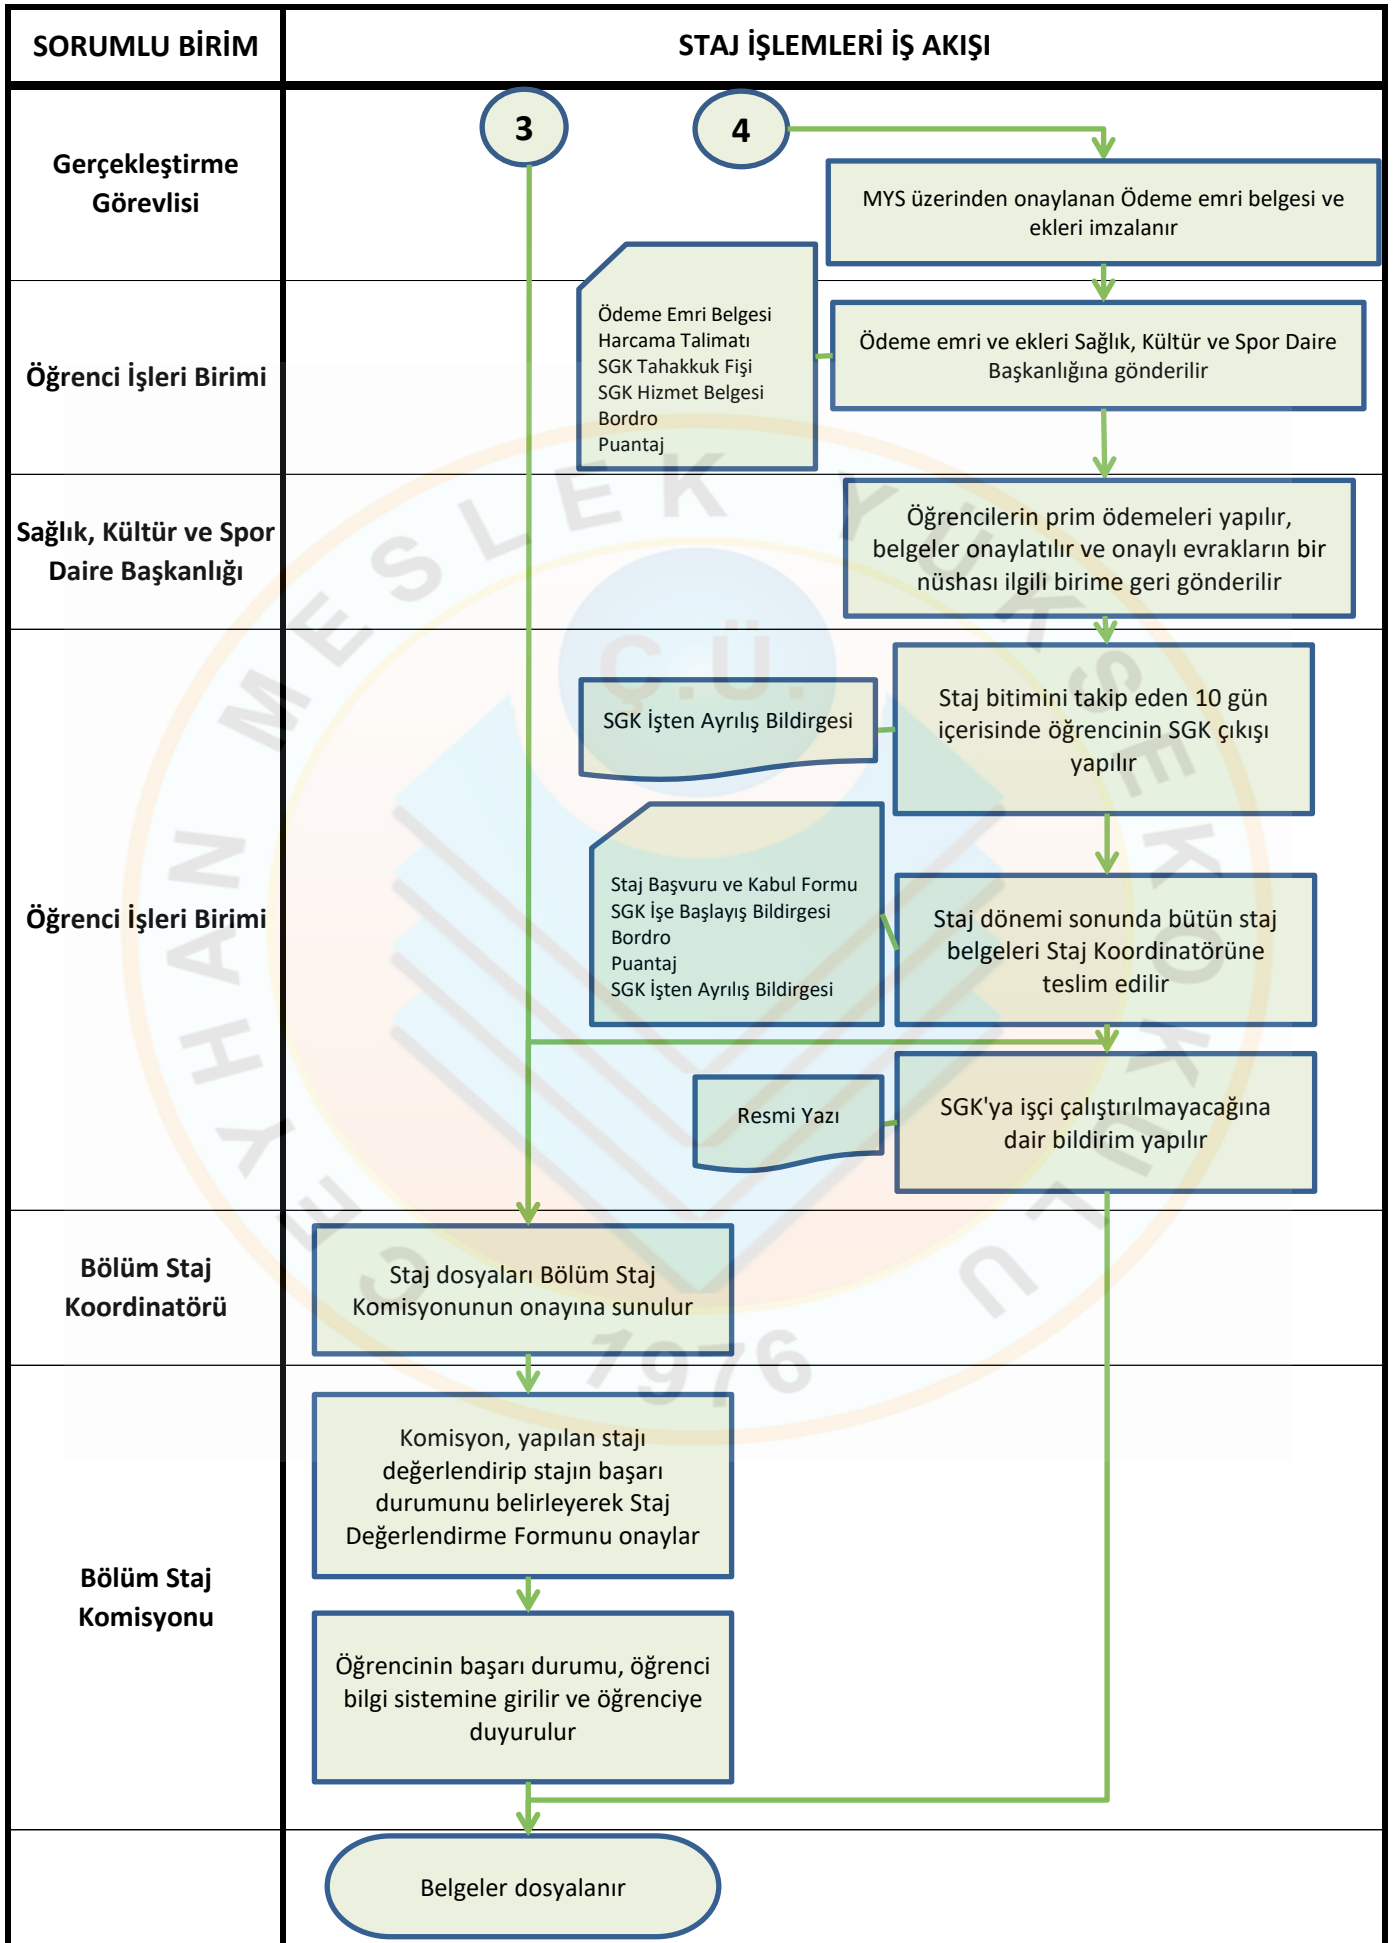 SORUMLU BİRİM
STAJ İŞLEMLERİ İŞ AKIŞI
3
4
Gerçekleştirme
Görevlisi
MYS üzerinden onaylanan Ödeme emri belgesi ve
ekleri imzalanır
Öğrenci İşleri Birimi
Ödeme Emri Belgesi
Harcama Talimatı
SGK Tahakkuk Fişi
SGK Hizmet Belgesi
Bordro
Puantaj
Ödeme emri ve ekleri Sağlık, Kültür ve Spor Daire
Başkanlığına gönderilir
Sağlık, Kültür ve Spor
Daire Başkanlığı
Öğrencilerin prim ödemeleri yapılır,
belgeler onaylatılır ve onaylı evrakların bir
nüshası ilgili birime geri gönderilir
Öğrenci İşleri Birimi
SGK İşten Ayrılış Bildirgesi
Staj bitimini takip eden 10 gün
içerisinde öğrencinin SGK çıkışı
yapılır
Staj Başvuru ve Kabul Formu
SGK İşe Başlayış Bildirgesi
Bordro
Puantaj
SGK İşten Ayrılış Bildirgesi
Staj dönemi sonunda bütün staj
belgeleri Staj Koordinatörüne
teslim edilir
Resmi Yazı
SGK'ya işçi çalıştırılmayacağına
dair bildirim yapılır
Bölüm Staj
Koordinatörü
Staj dosyaları Bölüm Staj
Komisyonunun onayına sunulur
Bölüm Staj
Komisyonu
Komisyon, yapılan stajı
değerlendirip stajın başarı
durumunu belirleyerek Staj
Değerlendirme Formunu onaylar
Öğrencinin başarı durumu, öğrenci
bilgi sistemine girilir ve öğrenciye
duyurulur
Belgeler dosyalanır
CEYHAN MESLEK YÜKSEKOKULU
Ç.Ü.
1976